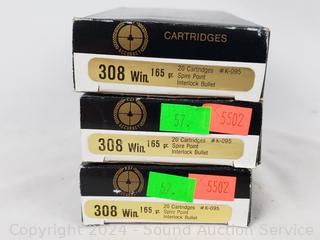 CARTRIDGES
308 Win. 165 gr.
20 Cartridges #K-095
Spire Point
Interlock Bullet
57.
5502
308 Win. 165 gr.
20 Cartridges #K-095
Spire Point
Interlock Bullet
57.
5502
308 Win. 165 gr.
20 Cartridges #K-095
Spire Point
Interlock Bullet
Copyright 2024 - Sound Auction Service